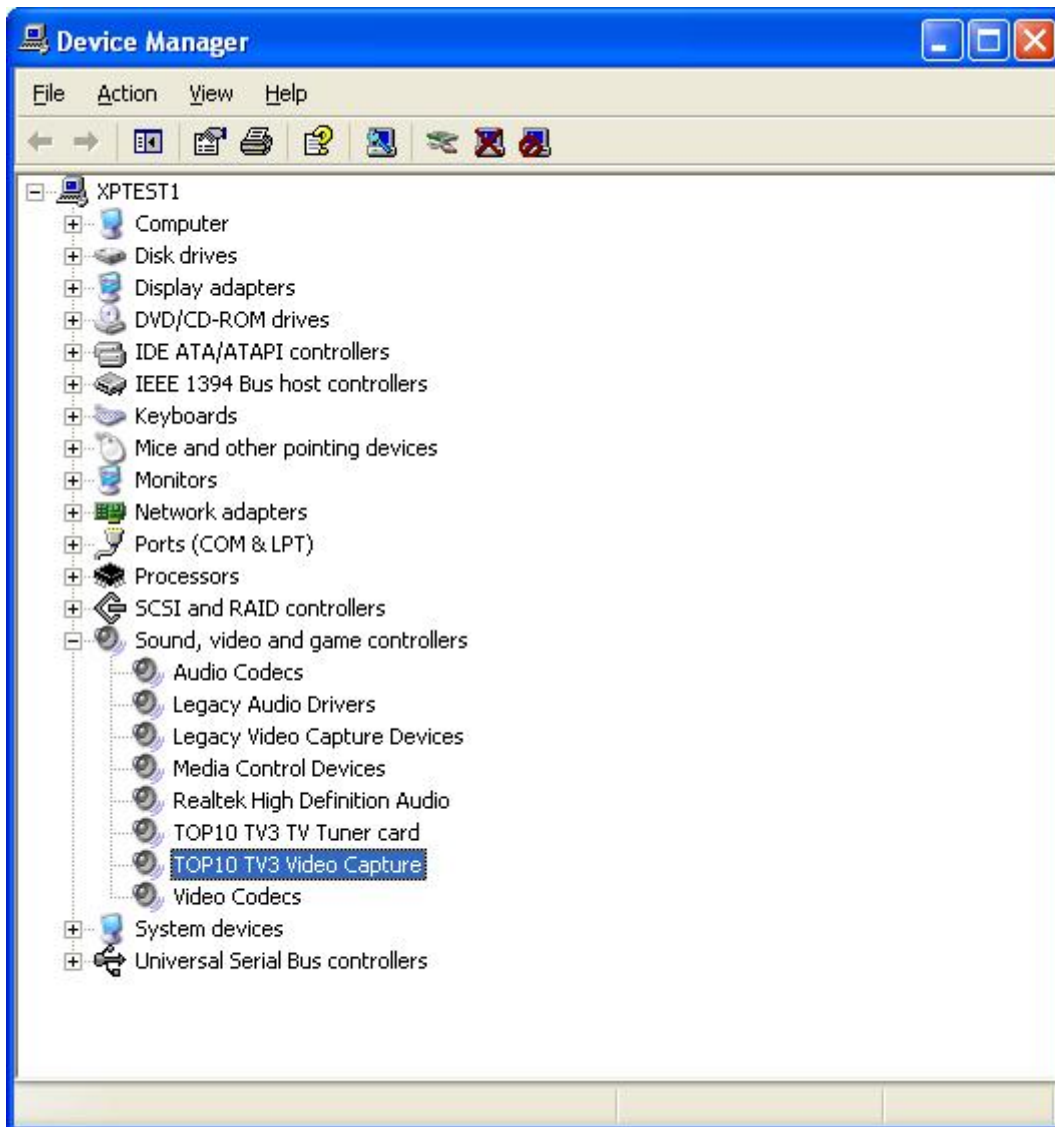 Device Manager
File Action View Help
XPTEST1
Computer
Disk drives
Display adapters
DVD/CD-ROM drives
IDE ATA/ATAPI controllers
IEEE 1394 Bus host controllers
Keyboards
Mice and other pointing devices
Monitors
Network adapters
Ports (COM & LPT)
Processors
SCSI and RAID controllers
Sound, video and game controllers
Audio Codecs
Legacy Audio Drivers
Legacy Video Capture Devices
Media Control Devices
Realtek High Definition Audio
TOP10 TV3 TV Tuner card
TOP10 TV3 Video Capture
Video Codecs
System devices
Universal Serial Bus controllers